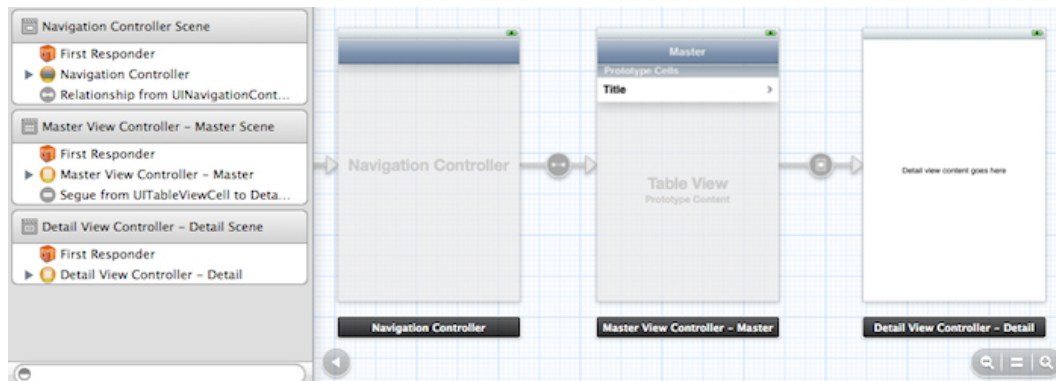 Navigation Controller Scene
First Responder
Navigation Controller
Relationship from UINavigationCont...
Master View Controller – Master Scene
First Responder
Master View Controller – Master
Segue from UITableViewCell to Deta...
Detail View Controller – Detail Scene
First Responder
Detail View Controller – Detail
Navigation Controller
Navigation Controller
Master
Prototype Cells
Title
Table View
Prototype Content
Master View Controller – Master
Detail view content goes here
Detail View Controller – Detail